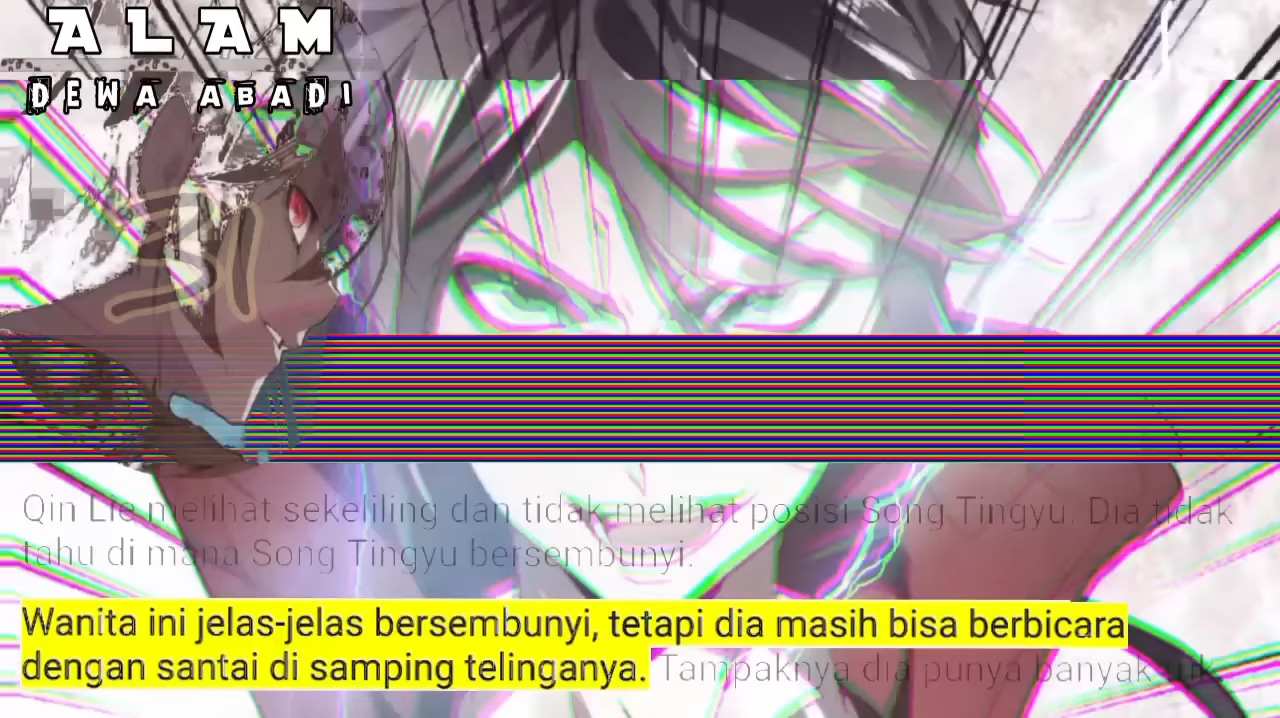 ALAM
DEWA ABADI
Qin Lie melihat sekeliling dan tidak melihat posisi Song Tingyu. Dia tidak
tahu di mana Song Tingyu bersembunyi.
Wanita ini jelas-jelas bersembunyi, tetapi dia masih bisa berbicara
dengan santai di samping telinganya. Tampaknya dia punya banyak trik.